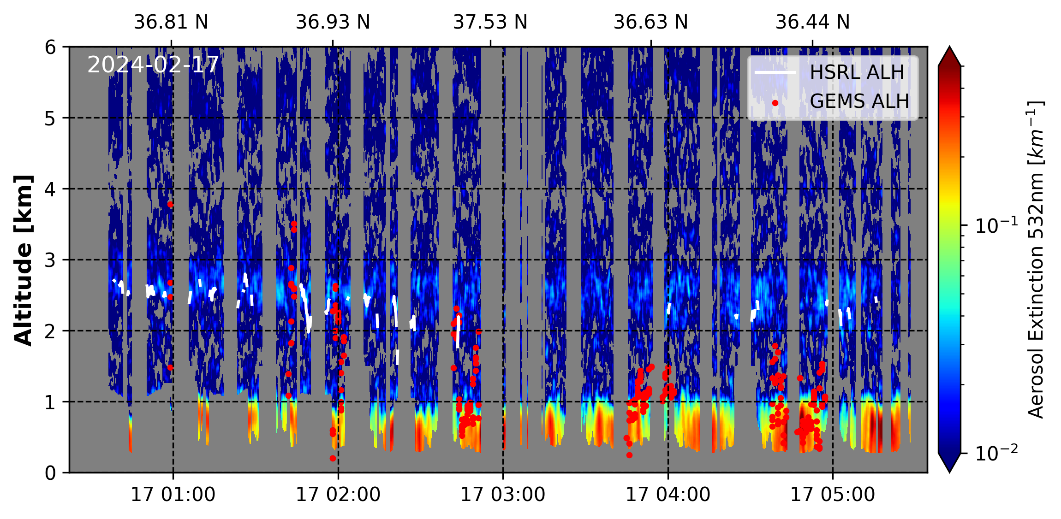 36.81 N 36.93 N 37.53 N 36.63 N 36.44 N
2024-02-17
HSRL ALH
GEMS ALH
6
5
4
3
2
1
0
Altitude [km]
17 01:00 17 02:00 17 03:00 17 04:00 17 05:00
10⁻¹
10⁻²
Aerosol Extinction 532nm [km⁻¹]